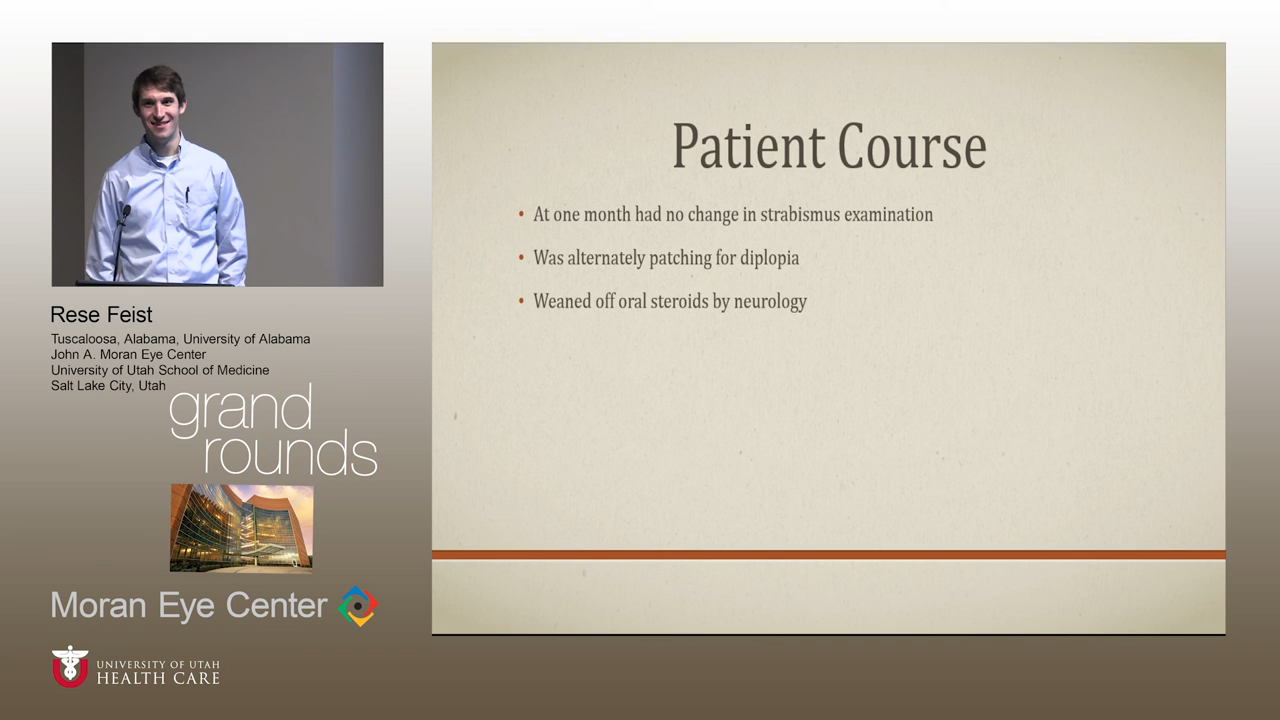 Patient Course
• At one month had no change in strabismus examination
• Was alternately patching for diplopia
• Weaned off oral steroids by neurology
Rese Feist
Tuscaloosa, Alabama, University of Alabama
John A. Moran Eye Center
University of Utah School of Medicine
Salt Lake City, Utah
grand
rounds
Moran Eye Center
UNIVERSITY OF UTAH
HEALTH CARE